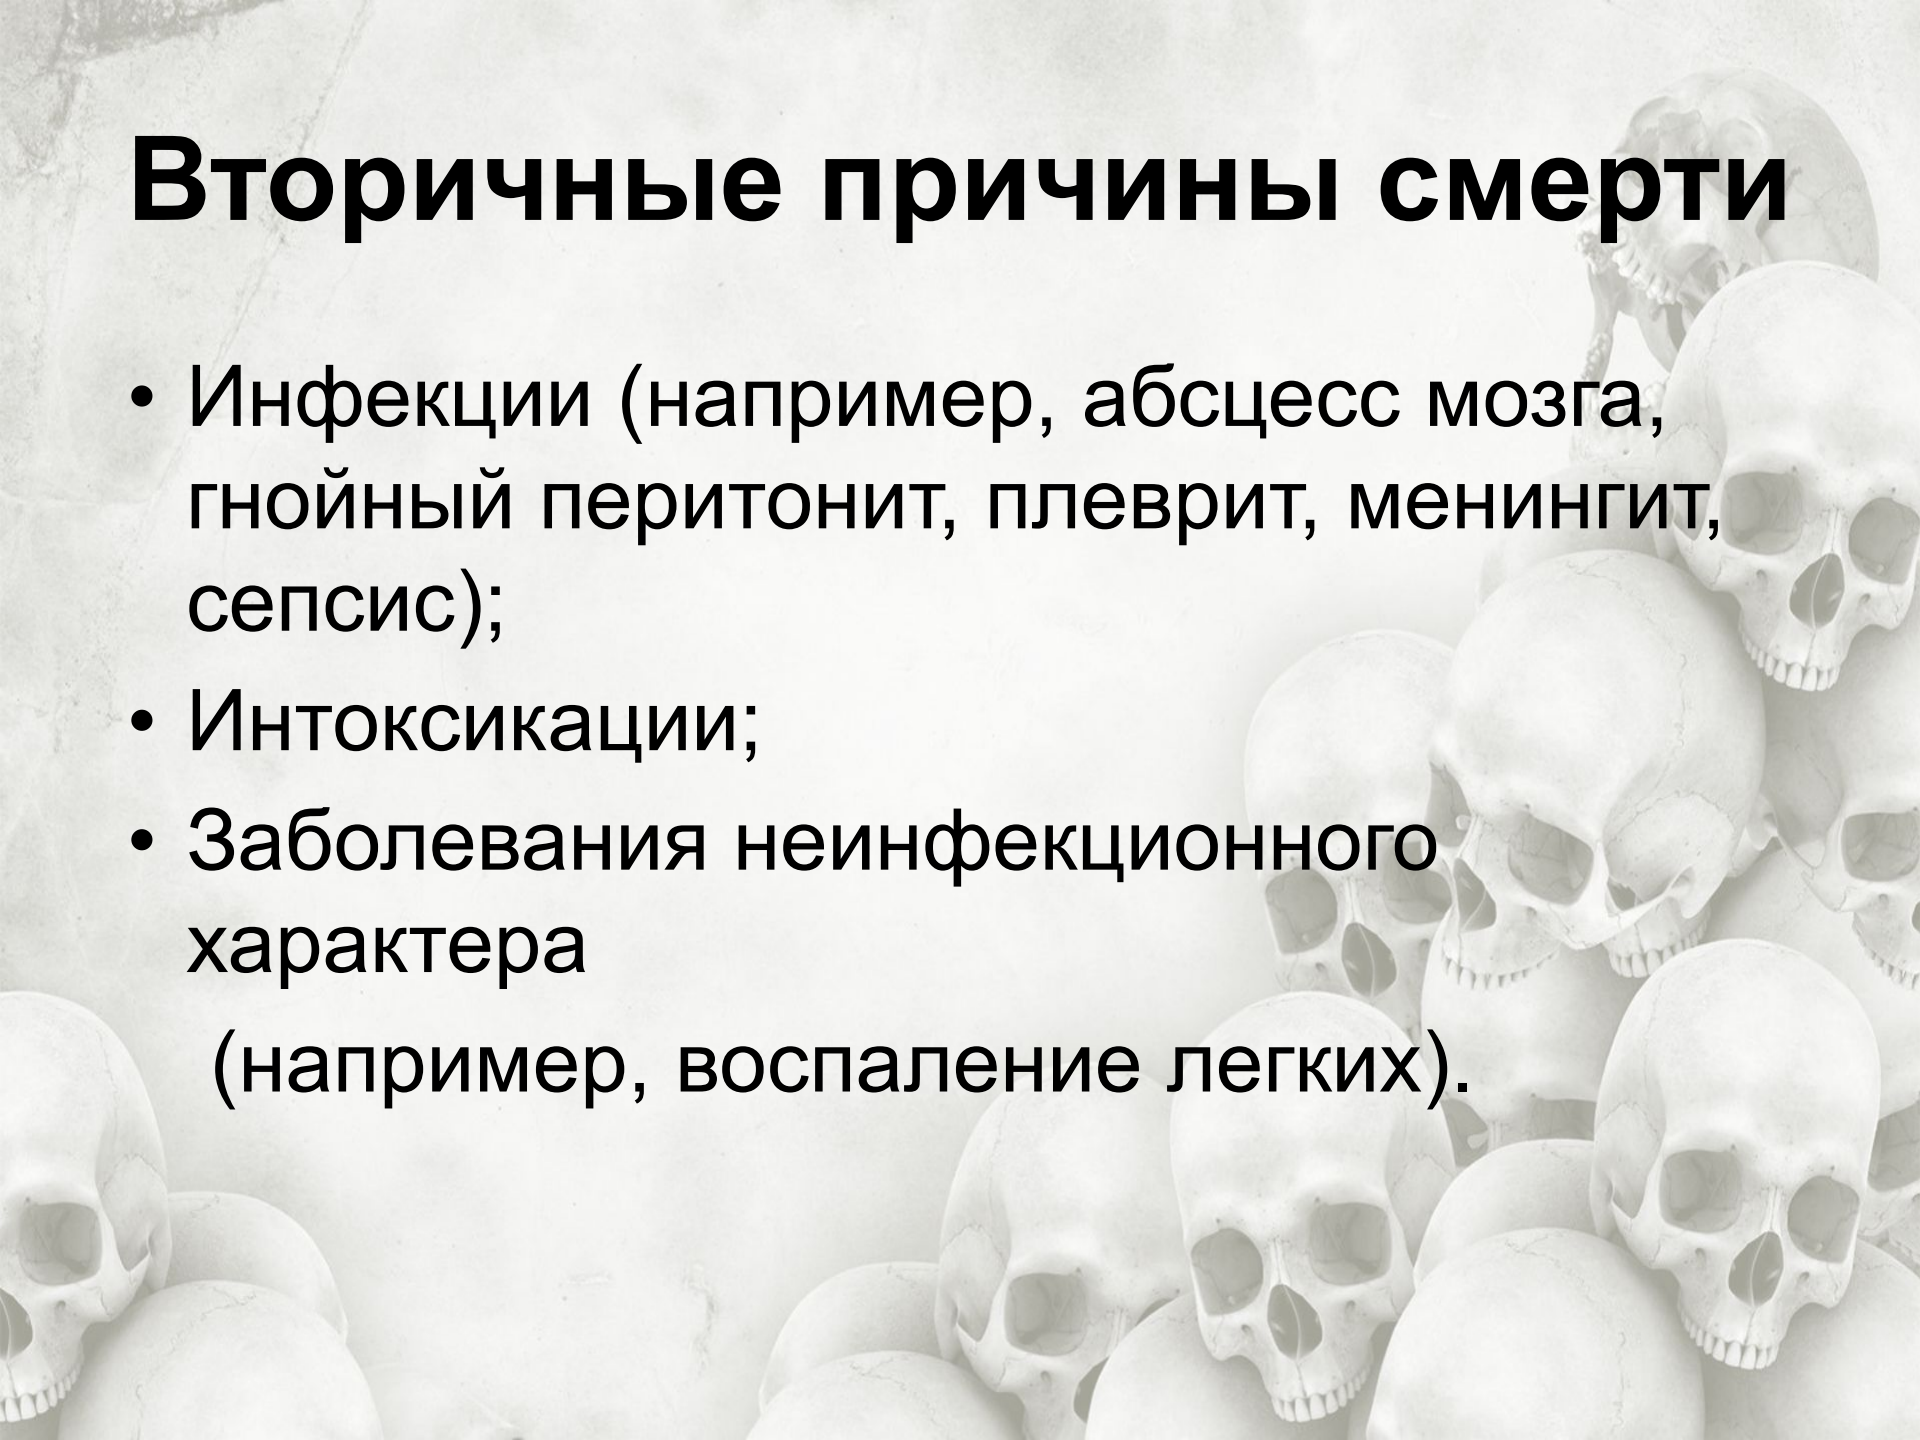 Вторичные причины смерти
• Инфекции (например, абсцесс мозга,
гнойный перитонит, плеврит, менингит,
сепсис);
• Интоксикации;
• Заболевания неинфекционного
характера
(например, воспаление легких).